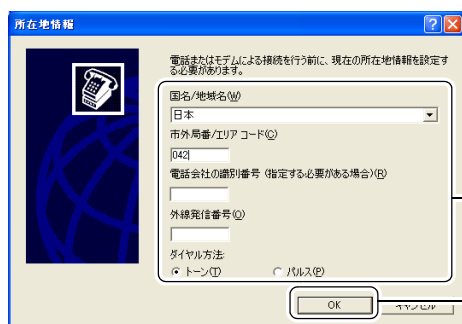 所在地情報
電話またはモデムによる接続を行う前に、現在の所在地情報を設定す
る必要があります。
国名/地域名(W)
日本
市外局番/エリア コード(C)
042
電話会社の識別番号 (指定する必要がある場合)(R)
外線発信番号(O)
ダイヤル方法:
トーン(T) パルス(P)
OK キャンセル